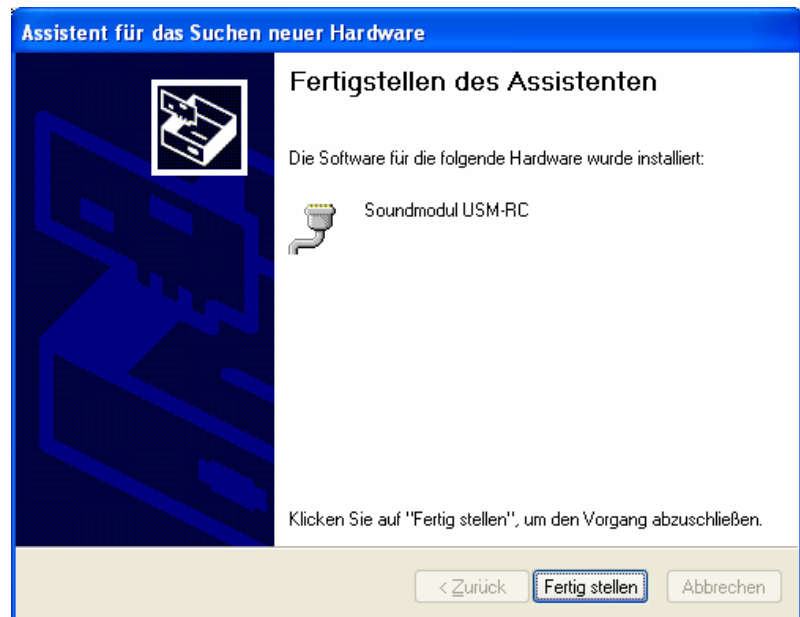 Assistent für das Suchen neuer Hardware
Fertigstellen des Assistenten
Die Software für die folgende Hardware wurde installiert:
Soundmodul USM-RC
Klicken Sie auf "Fertig stellen", um den Vorgang abzuschließen.
< Zurück Fertig stellen Abbrechen